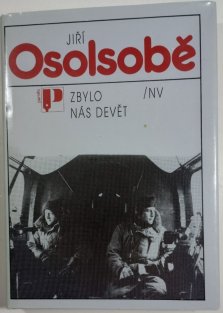 JIŘÍ
Osolsobě
P
ZBYLO /NV
NÁS DEVĚT